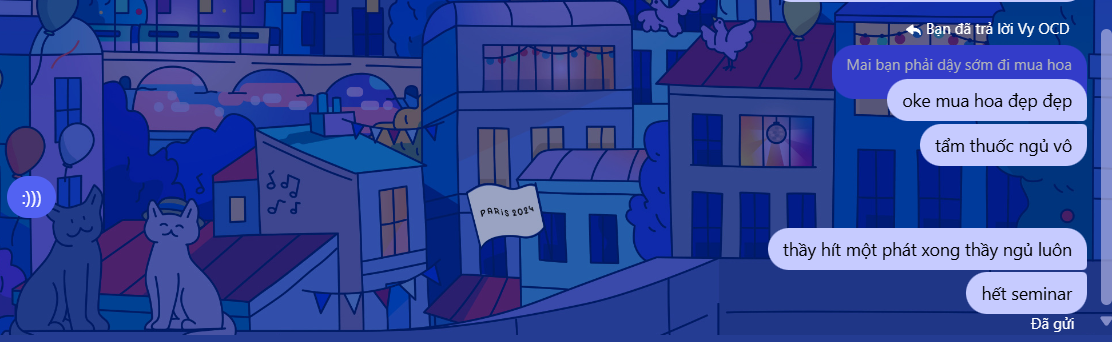 Bạn đã trả lời Vy OCD
Mai bạn phải dậy sớm đi mua hoa
oke mua hoa đẹp đẹp
tẩm thuốc ngủ vô
:)))
PARIS 2024
thầy hít một phát xong thầy ngủ luôn
hết seminar
Đã gửi